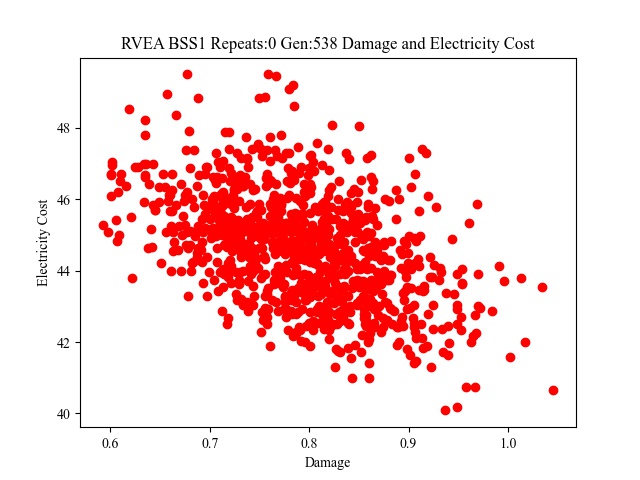 RVEA BSS1 Repeats:0 Gen:538 Damage and Electricity Cost
48
46
44
42
40
Electricity Cost
0.6 0.7 0.8 0.9 1.0
Damage